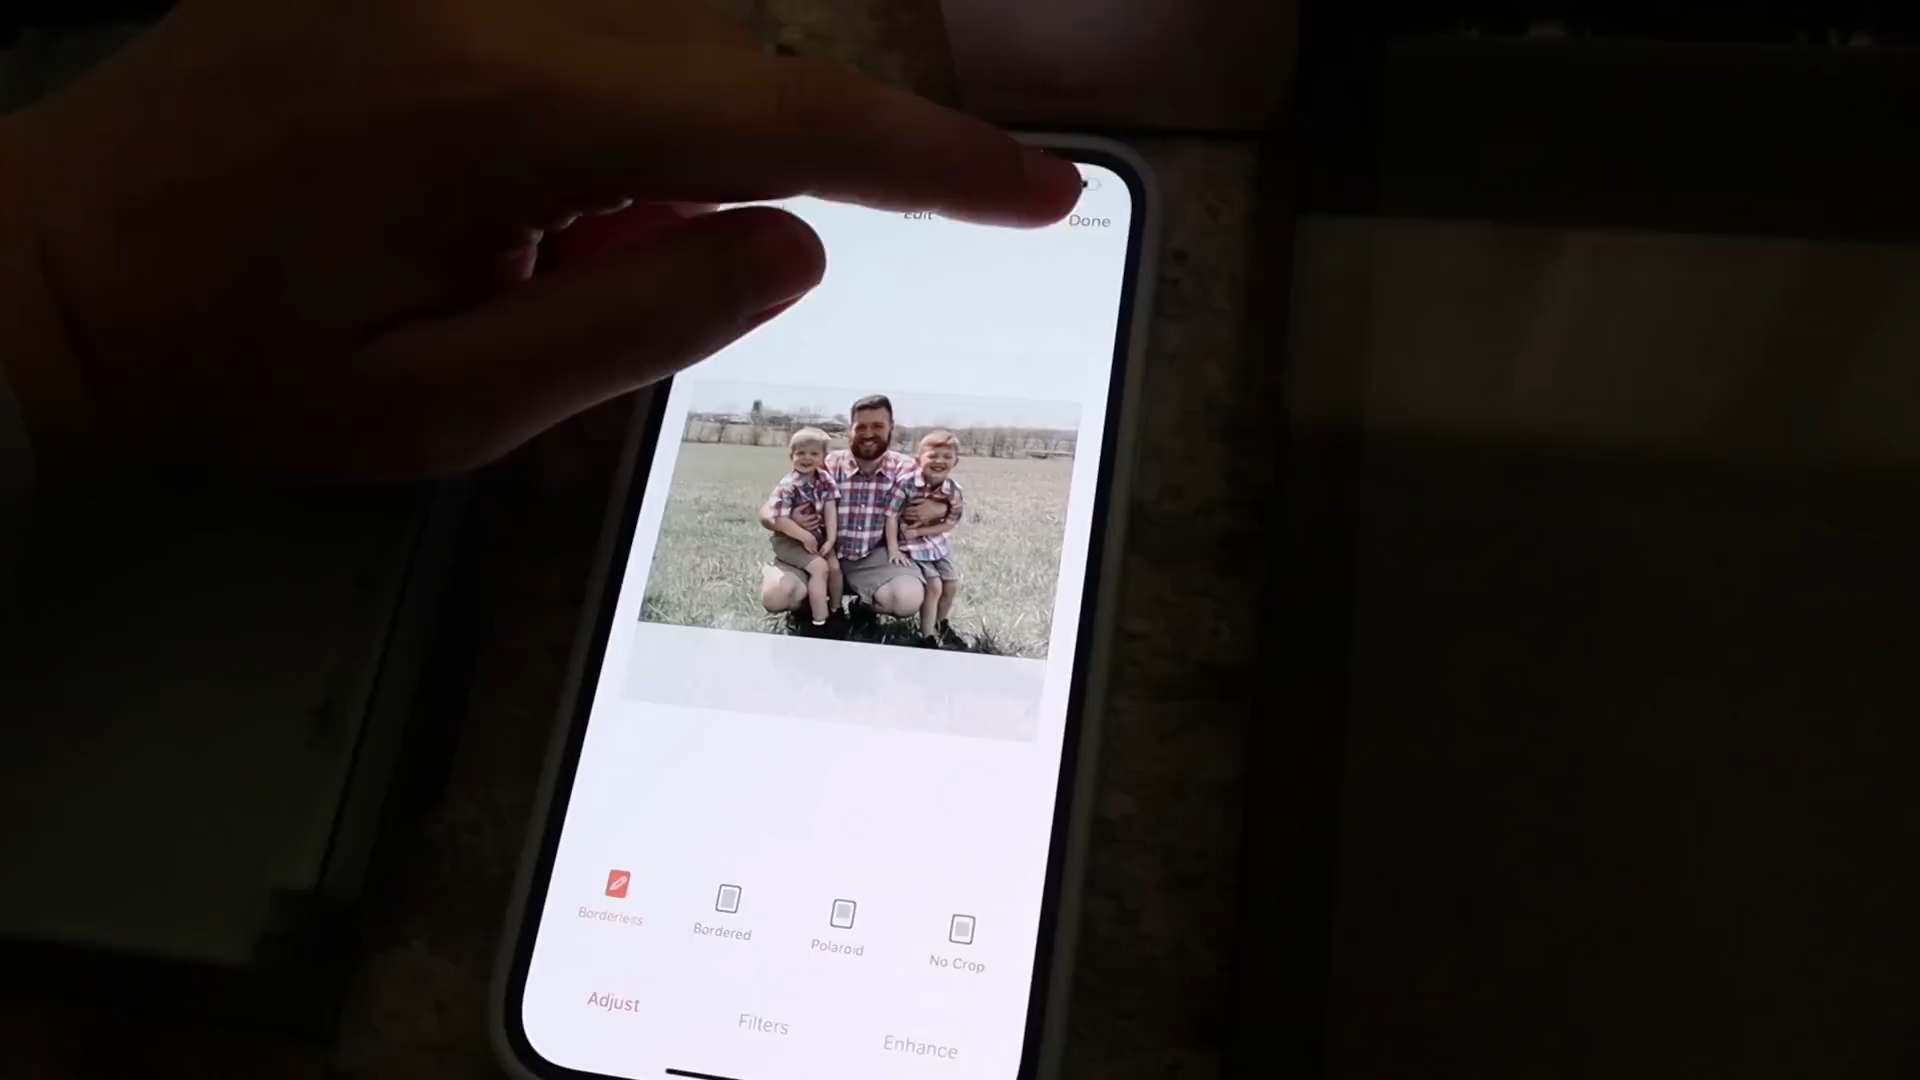 Edit
Done
Borderless
Bordered
Polaroid
No Crop
Adjust
Filters
Enhance